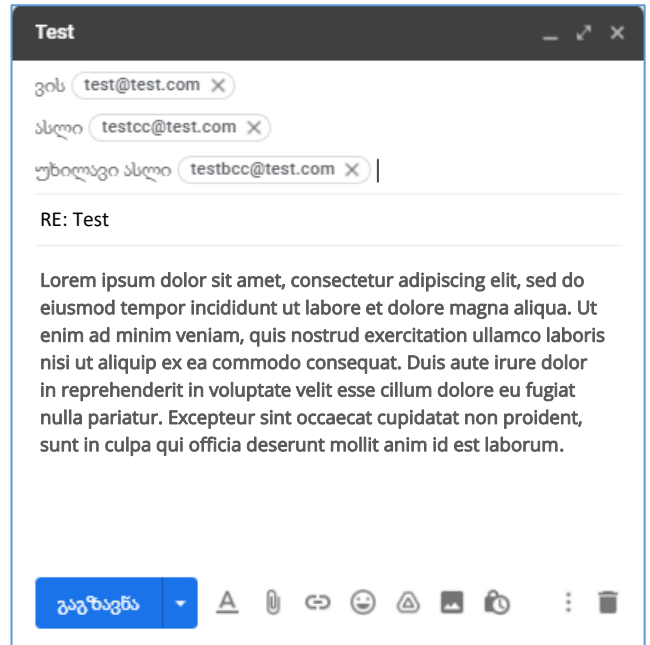 Test
ვის test@test.com
ასლი testcc@test.com
უხილავი ასლი testbcc@test.com
RE: Test
Lorem ipsum dolor sit amet, consectetur adipiscing elit, sed do
eiusmod tempor incididunt ut labore et dolore magna aliqua. Ut
enim ad minim veniam, quis nostrud exercitation ullamco laboris
nisi ut aliquip ex ea commodo consequat. Duis aute irure dolor
in reprehenderit in voluptate velit esse cillum dolore eu fugiat
nulla pariatur. Excepteur sint occaecat cupidatat non proident,
sunt in culpa qui officia deserunt mollit anim id est laborum.
გაგზავნა